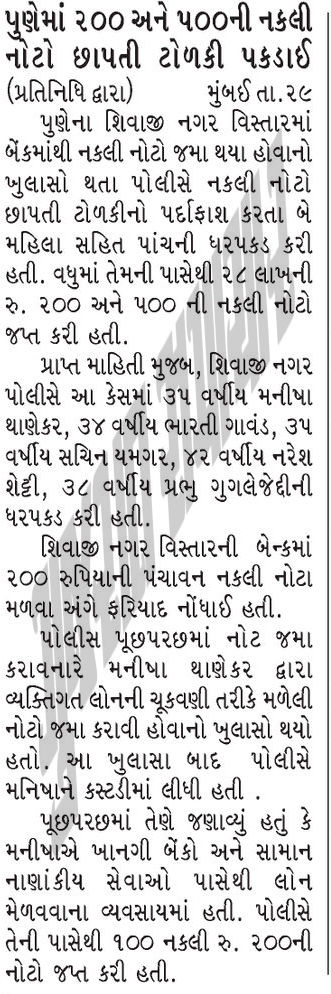 પુણેમાં ૨૦૦ અને ૫૦૦ની નકલી
નોટો છાપતી ટોળકી પકડાઈ
(પ્રતિનિધિ દ્વારા) મુંબઈ તા.૨૯
પુણેના શિવાજી નગર વિસ્તારમાં
બેંકમાંથી નકલી નોટો જમા થયા હોવાનો
ખુલાસો થતા પોલીસે નકલી નોટો
છાપતી ટોળકીનો પર્દાફાશ કરતા બે
મહિલા સહિત પાંચની ધરપકડ કરી
હતી. વધુમાં તેમની પાસેથી ૨૮ લાખની
રુ. ૨૦૦ અને ૫૦૦ ની નકલી નોટો
જપ્ત કરી હતી.
પ્રાપ્ત માહિતી મુજબ, શિવાજી નગર
પોલીસે આ કેસમાં ૩૫ વર્ષીય મનીષા
થાણેકર, ૩૪ વર્ષીય ભારતી ગાવંડ, ૩૫
વર્ષીય સચિન યમગર, ૪૨ વર્ષીય નરેશ
શેટ્ટી, ૩૮ વર્ષીય પ્રભુ ગુગલેજેદ્દીની
ધરપકડ કરી હતી.
શિવાજી નગર વિસ્તારની બેન્કમાં
૨૦૦ રુપિયાની પંચાવન નકલી નોટા
મળવા અંગે ફરિયાદ નોંધાઈ હતી.
પોલીસ પૂછપરછમાં નોટ જમા
કરાવનારે મનીષા થાણેકર દ્વારા
વ્યક્તિગત લોનની ચૂકવણી તરીકે મળેલી
નોટો જમા કરાવી હોવાનો ખુલાસો થયો
હતો. આ ખુલાસા બાદ પોલીસે
મનિષાને કસ્ટડીમાં લીધી હતી .
પૂછપરછમાં તેણે જણાવ્યું હતું કે
મનીષાએ ખાનગી બેંકો અને સામાન
નાણાંકીય સેવાઓ પાસેથી લોન
મેળવવાના વ્યવસાયમાં હતી. પોલીસે
તેની પાસેથી ૧૦૦ નકલી રુ. ૨૦૦ની
નોટો જપ્ત કરી હતી.